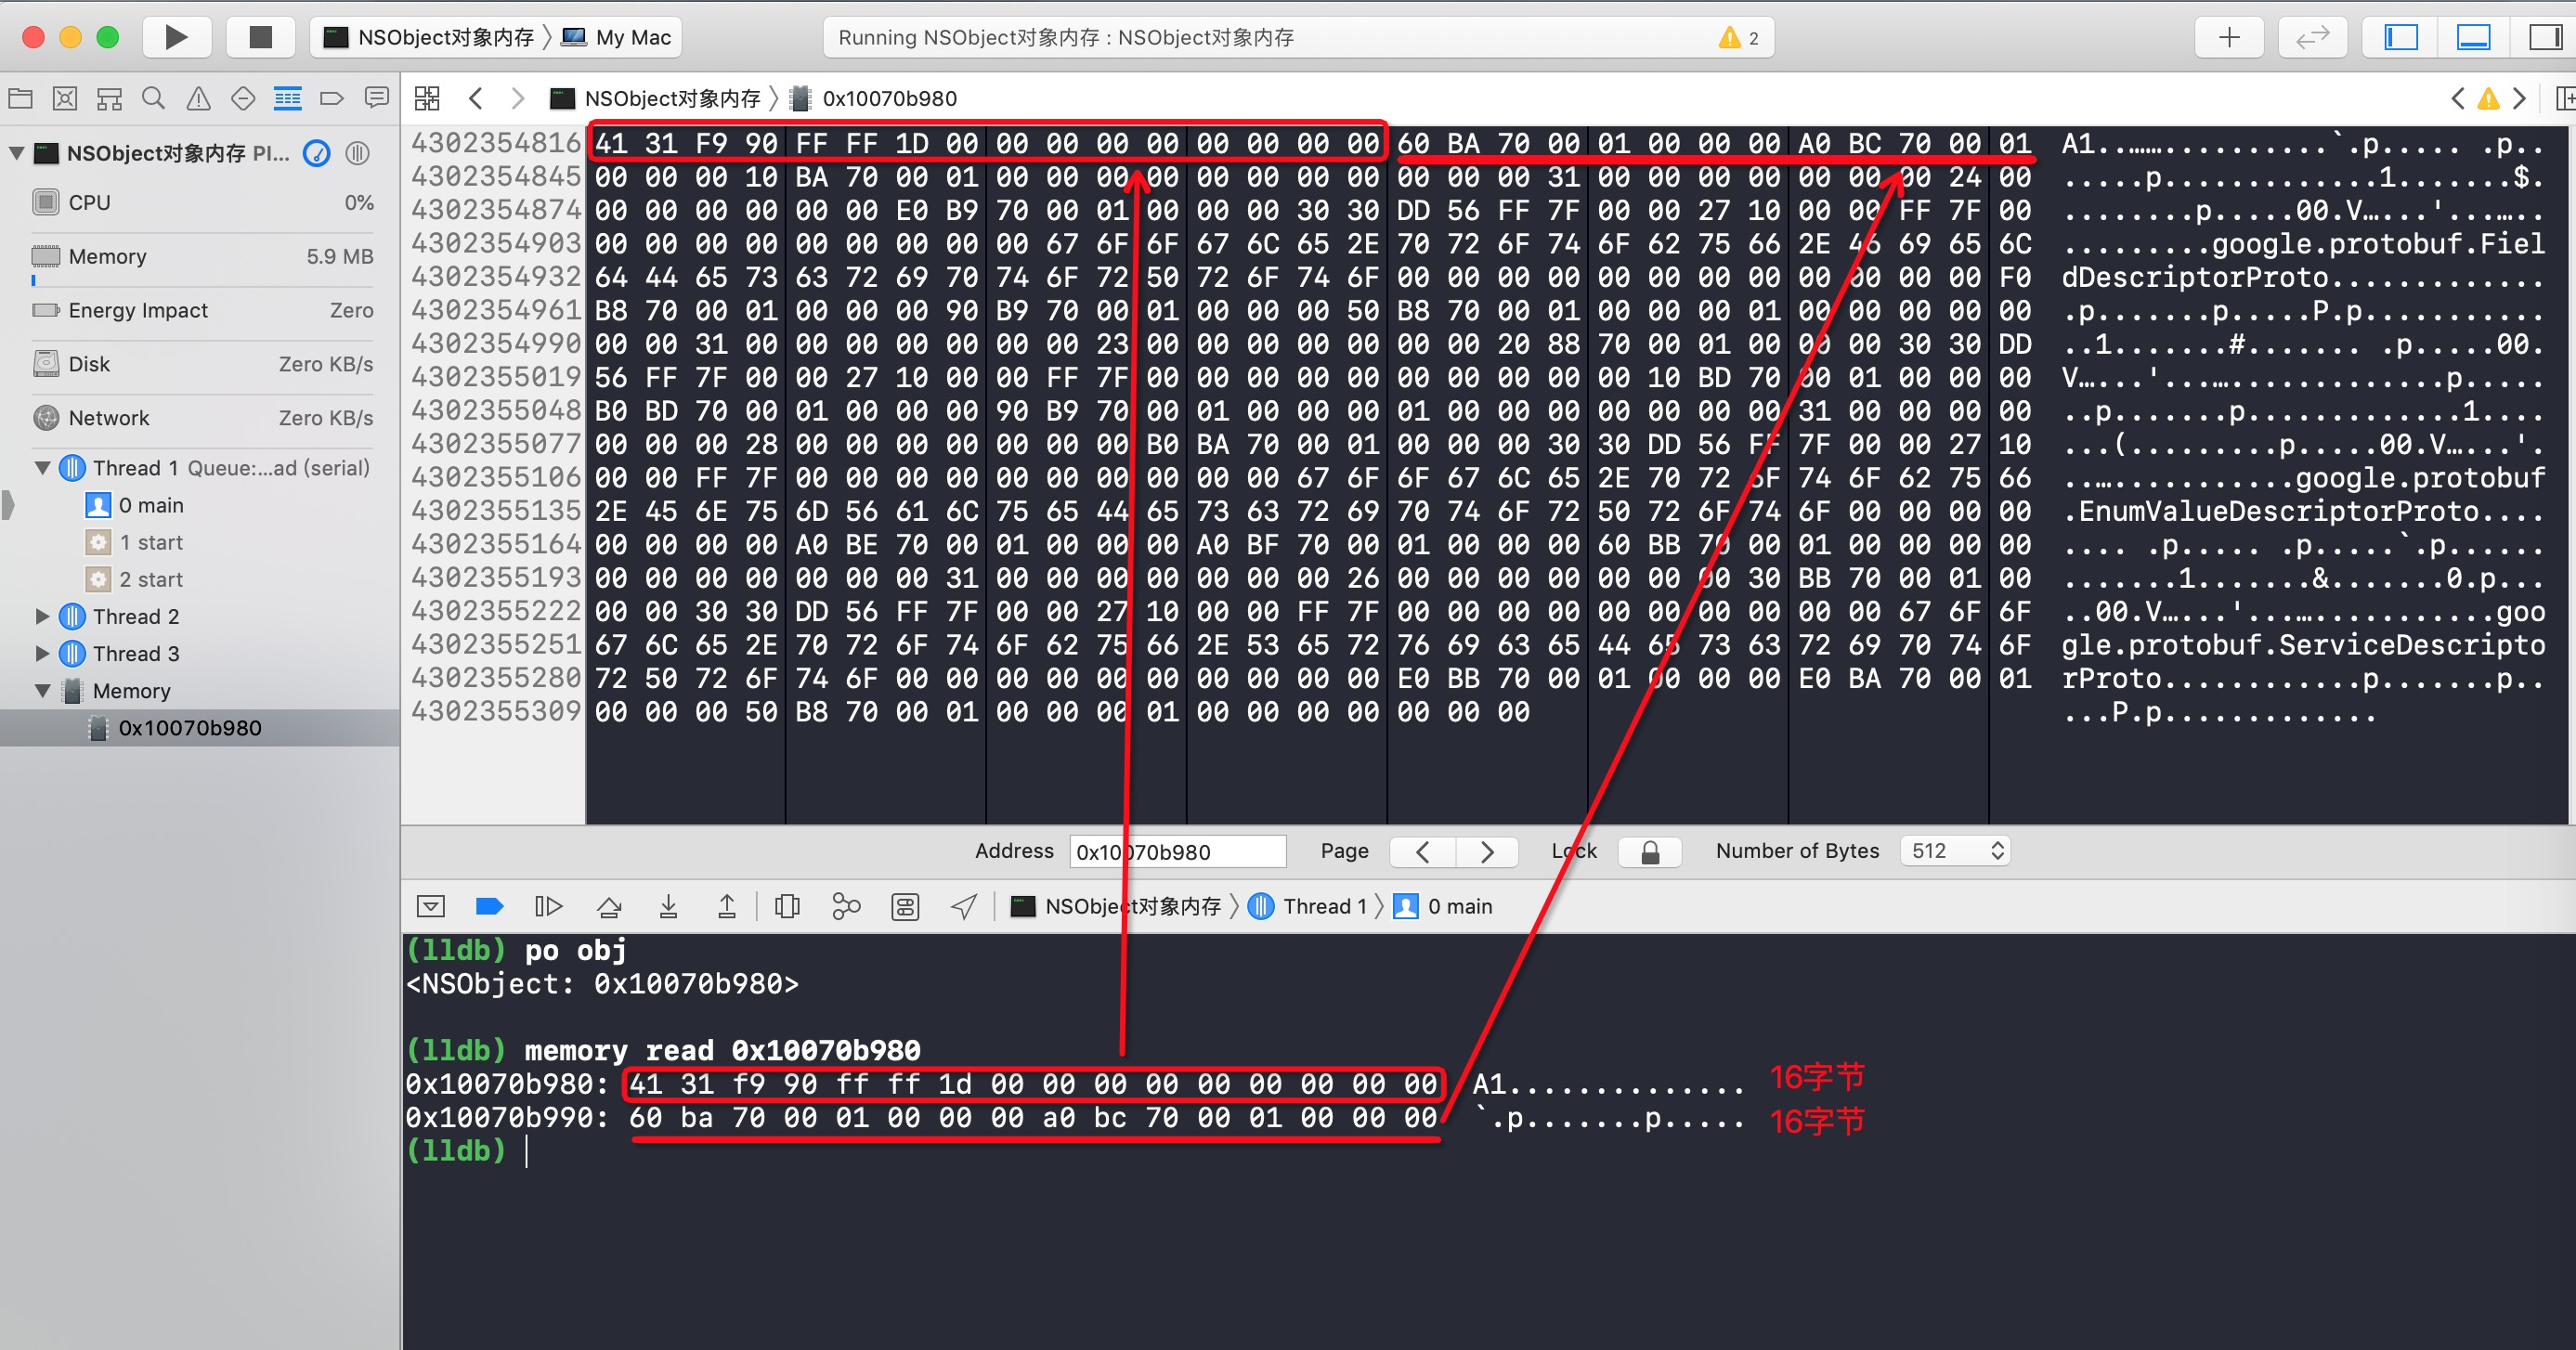 NSObject对象内存 〉 My Mac
Running NSObject对象内存 : NSObject对象内存
2
NSObject对象内存 〉 0x10070b980
NSObject对象内存 PI...
CPU 0%
Memory 5.9 MB
Energy Impact Zero
Disk Zero KB/s
Network Zero KB/s
Thread 1 Queue:...ad (serial)
0 main
1 start
2 start
Thread 2
Thread 3
Memory
0x10070b980
4302354816 41 31 F9 90 FF FF 1D 00 00 00 00 00 00 00 00 00 60 BA 70 00 01 00 00 00 A0 BC 70 00 01 A1..……..........`.p..... .p..
4302354845 00 00 00 10 BA 70 00 01 00 00 00 00 00 00 00 00 00 00 00 31 00 00 00 00 00 00 00 24 00 .....p.............1.......$.
4302354874 00 00 00 00 00 00 E0 B9 70 00 01 00 00 00 30 30 DD 56 FF 7F 00 00 27 10 00 00 FF 7F 00 ........p.....00.V…...'...…..
4302354903 00 00 00 00 00 00 00 00 00 67 6F 6F 67 6C 65 2E 70 72 6F 74 6F 62 75 66 2E 46 69 65 6C .........google.protobuf.Fiel
4302354932 64 44 65 73 63 72 69 70 74 6F 72 50 72 6F 74 6F 00 00 00 00 00 00 00 00 00 00 00 00 F0 dDescriptorProto.............
4302354961 B8 70 00 01 00 00 00 90 B9 70 00 01 00 00 00 50 B8 70 00 01 00 00 00 01 00 00 00 00 00 .p.......p.....P.p...........
4302354990 00 00 31 00 00 00 00 00 00 00 23 00 00 00 00 00 00 00 20 88 70 00 01 00 00 00 30 30 DD ..1.......#....... .p.....00.
4302355019 56 FF 7F 00 00 27 10 00 00 FF 7F 00 00 00 00 00 00 00 00 00 00 10 BD 70 00 01 00 00 00 V…...'...…............p.....
4302355048 B0 BD 70 00 01 00 00 00 90 B9 70 00 01 00 00 00 01 00 00 00 00 00 00 00 31 00 00 00 00 ..p.......p.............1....
4302355077 00 00 00 28 00 00 00 00 00 00 00 B0 BA 70 00 01 00 00 00 30 30 DD 56 FF 7F 00 00 27 10 ...(.........p.....00.V…...'.
4302355106 00 00 FF 7F 00 00 00 00 00 00 00 00 00 00 67 6F 6F 67 6C 65 2E 70 72 6F 74 6F 62 75 66 ..…...........google.protobuf
4302355135 2E 45 6E 75 6D 56 61 6C 75 65 44 65 73 63 72 69 70 74 6F 72 50 72 6F 74 6F 00 00 00 00 .EnumValueDescriptorProto....
4302355164 00 00 00 00 A0 BE 70 00 01 00 00 00 A0 BF 70 00 01 00 00 00 60 BB 70 00 01 00 00 00 00 .... .p..... .p.....`.p......
4302355193 00 00 00 00 00 00 00 31 00 00 00 00 00 00 00 26 00 00 00 00 00 00 00 30 BB 70 00 01 00 .......1.......&.......0.p...
4302355222 00 00 30 30 DD 56 FF 7F 00 00 27 10 00 00 FF 7F 00 00 00 00 00 00 00 00 00 00 67 6F 6F ..00.V…...'...…...........goo
4302355251 67 6C 65 2E 70 72 6F 74 6F 62 75 66 2E 53 65 72 76 69 63 65 44 65 73 63 72 69 70 74 6F gle.protobuf.ServiceDescripto
4302355280 72 50 72 6F 74 6F 00 00 00 00 00 00 00 00 00 00 E0 BB 70 00 01 00 00 00 E0 BA 70 00 01 rProto............p.......p..
4302355309 00 00 00 50 B8 70 00 01 00 00 00 01 00 00 00 00 00 00 00 ...P.p.............
Address 0x10070b980 Page Lock Number of Bytes 512
NSObject对象内存 〉 Thread 1 〉 0 main
(lldb) po obj
<NSObject: 0x10070b980>
(lldb) memory read 0x10070b980
0x10070b980: 41 31 f9 90 ff ff 1d 00 00 00 00 00 00 00 00 00 A1.............. 16字节
0x10070b990: 60 ba 70 00 01 00 00 00 a0 bc 70 00 01 00 00 00 `.p.......p..... 16字节
(lldb)